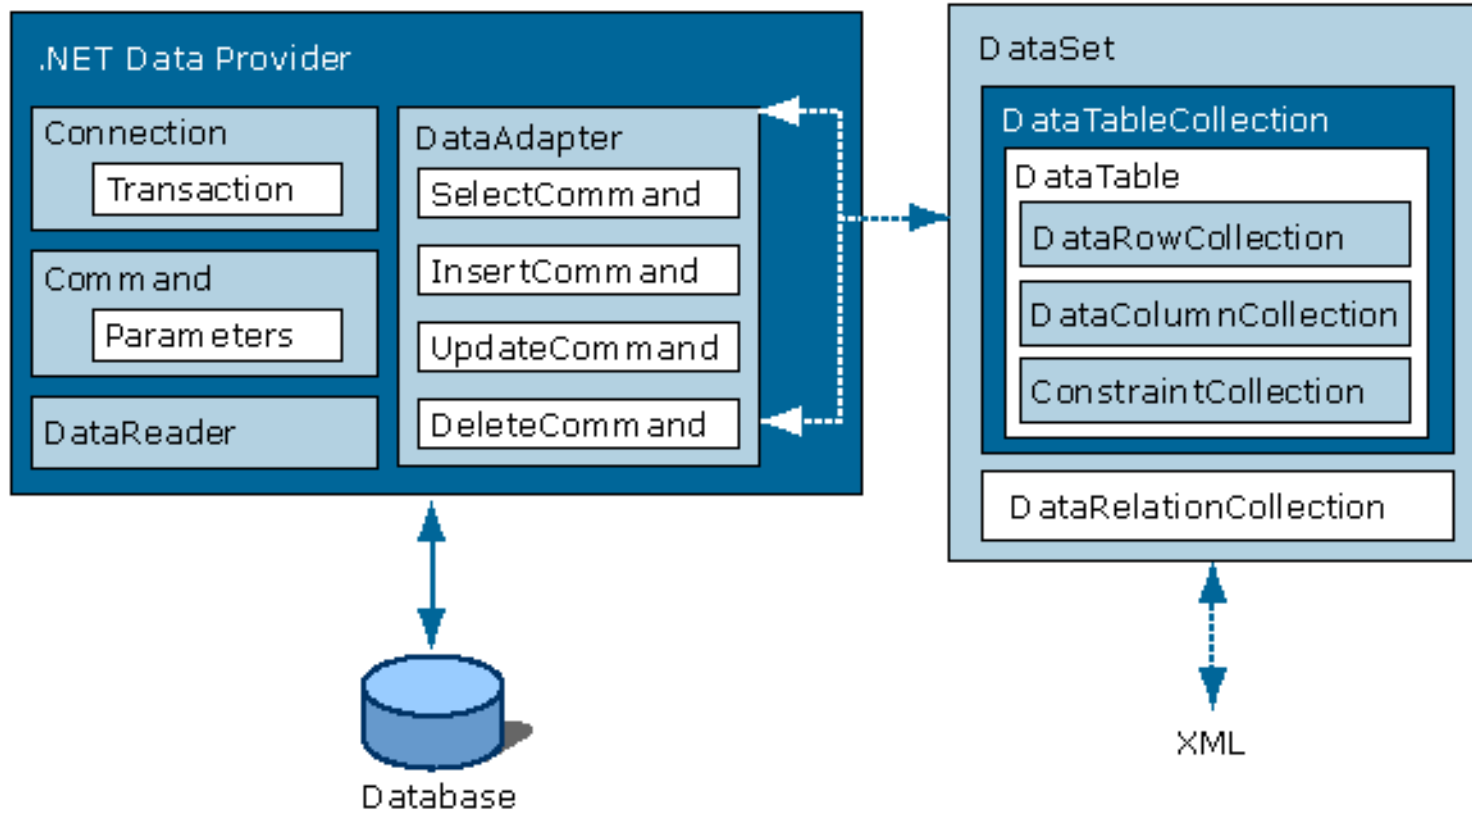 .NET Data Provider
Connection
Transaction
Command
Parameters
DataReader
DataAdapter
SelectCommand
InsertCommand
UpdateCommand
DeleteCommand
Database
DataSet
DataTableCollection
DataTable
DataRowCollection
DataColumnCollection
ConstraintCollection
DataRelationCollection
XML